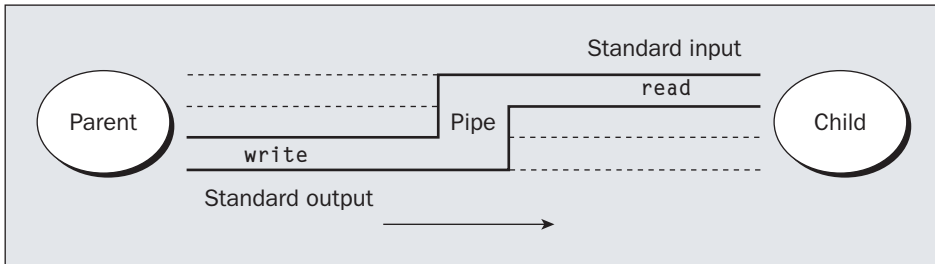 Standard input
read
Parent
Pipe
Child
write
Standard output